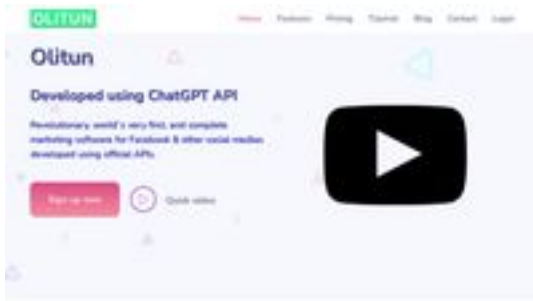 OLITUN
Home Features Pricing Tutorial Blog Contact Login
Olitun
Developed using ChatGPT API
Revolutionary, world's very first, and complete
marketing software for Facebook & other social medias
developed using official APIs.
Sign up now Quick video